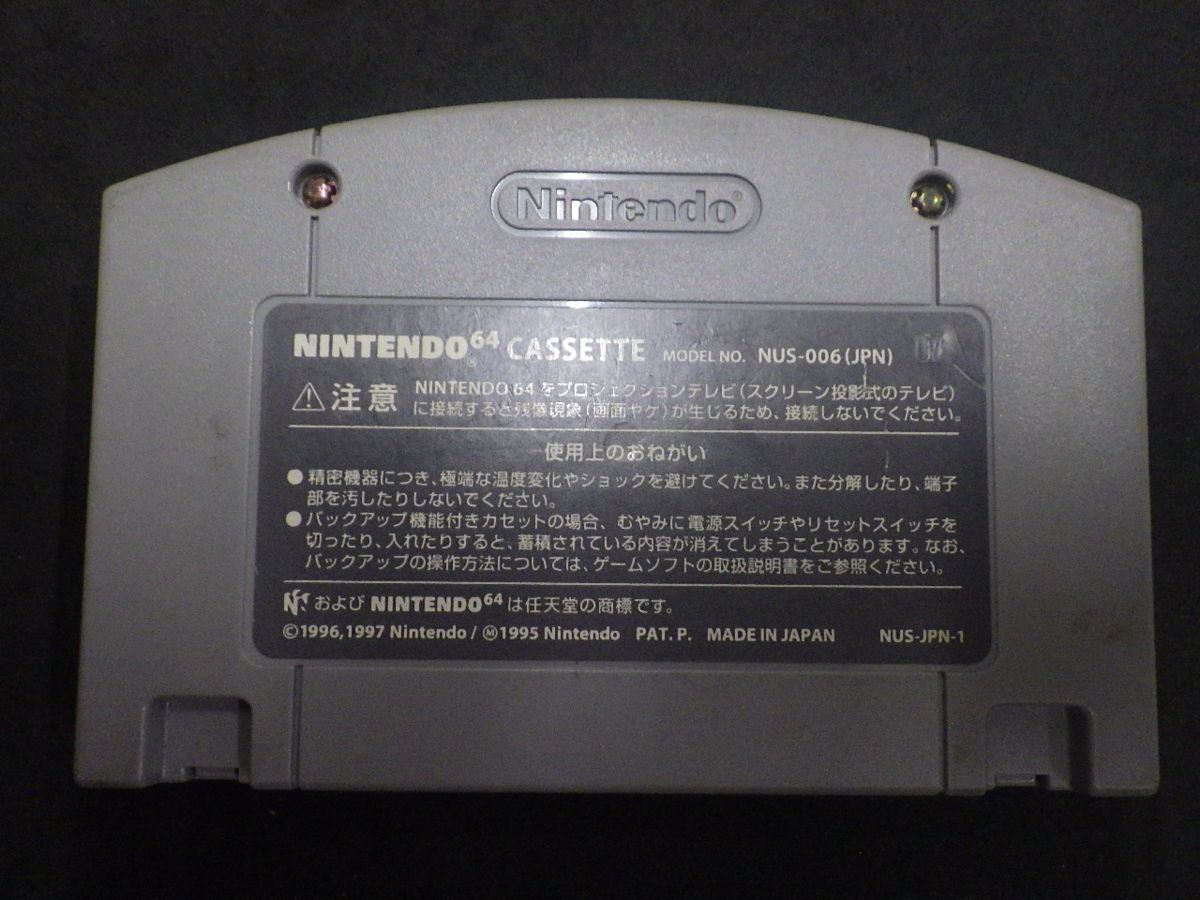 Nintendo®
NINTENDO64® CASSETTE MODEL NO. NUS-006(JPN)
⚠注意 NINTENDO 64 をプロジェクションテレビ(スクリーン投影式のテレビ)
に接続すると残像現象(画面ヤケ)が生じるため、接続しないでください。
使用上のおねがい
●精密機器につき、極端な温度変化やショックを避けてください。また分解したり、端子
部を汚したりしないでください。
●バックアップ機能付きカセットの場合、むやみに電源スイッチやリセットスイッチを
切ったり、入れたりすると、蓄積されている内容が消えてしまうことがあります。なお、
バックアップの操作方法については、ゲームソフトの取扱説明書をご参照ください。
および NINTENDO64 は任天堂の商標です。
©1996,1997 Nintendo/Ⓜ1995 Nintendo PAT.P. MADE IN JAPAN NUS-JPN-1